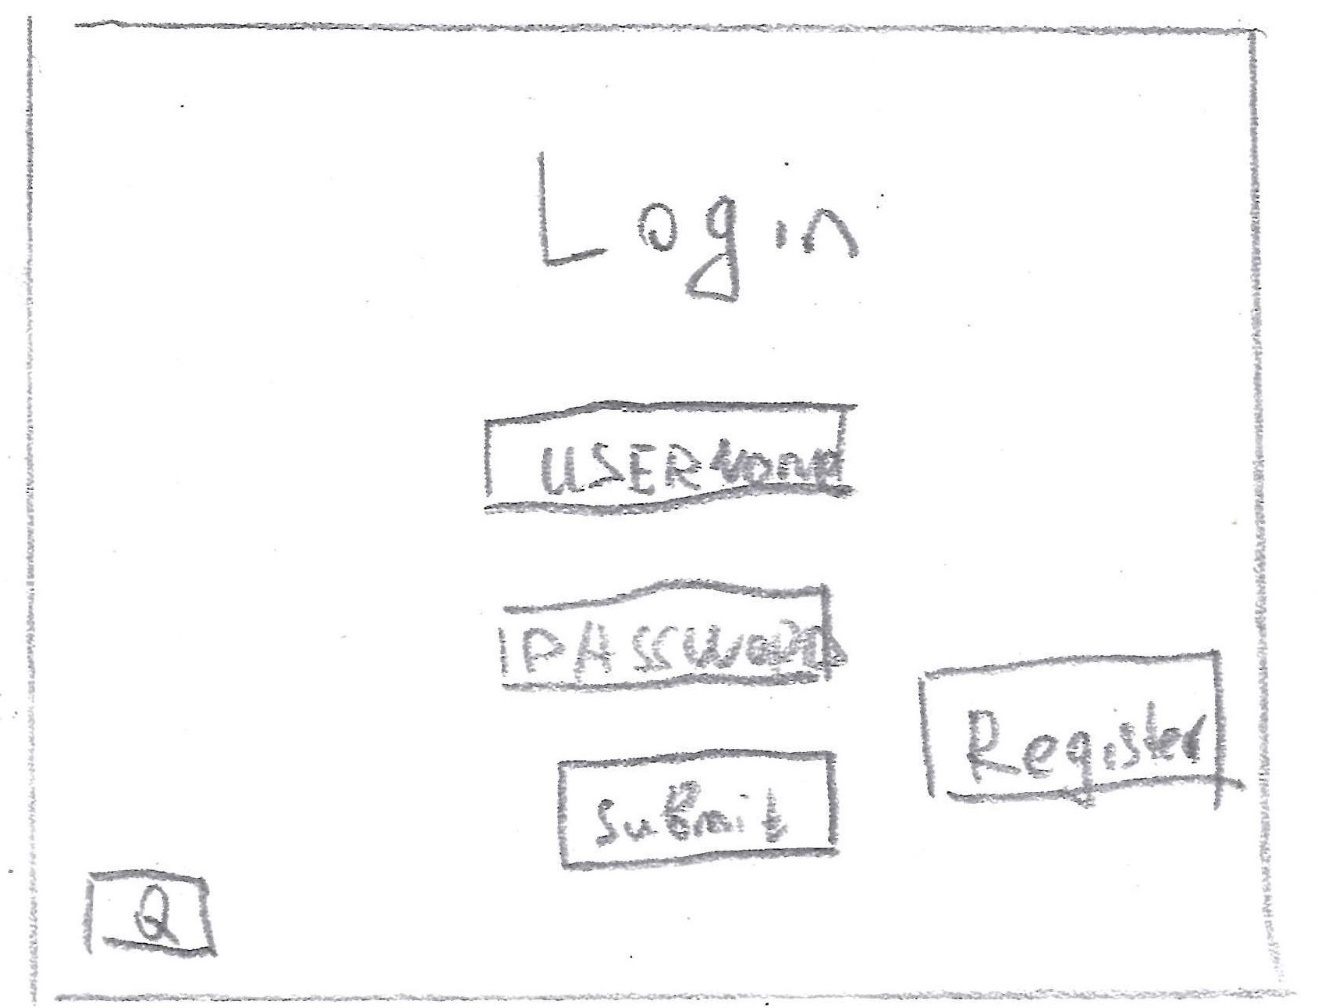 Login
USERname
PASSWORD
Submit
Register
Q